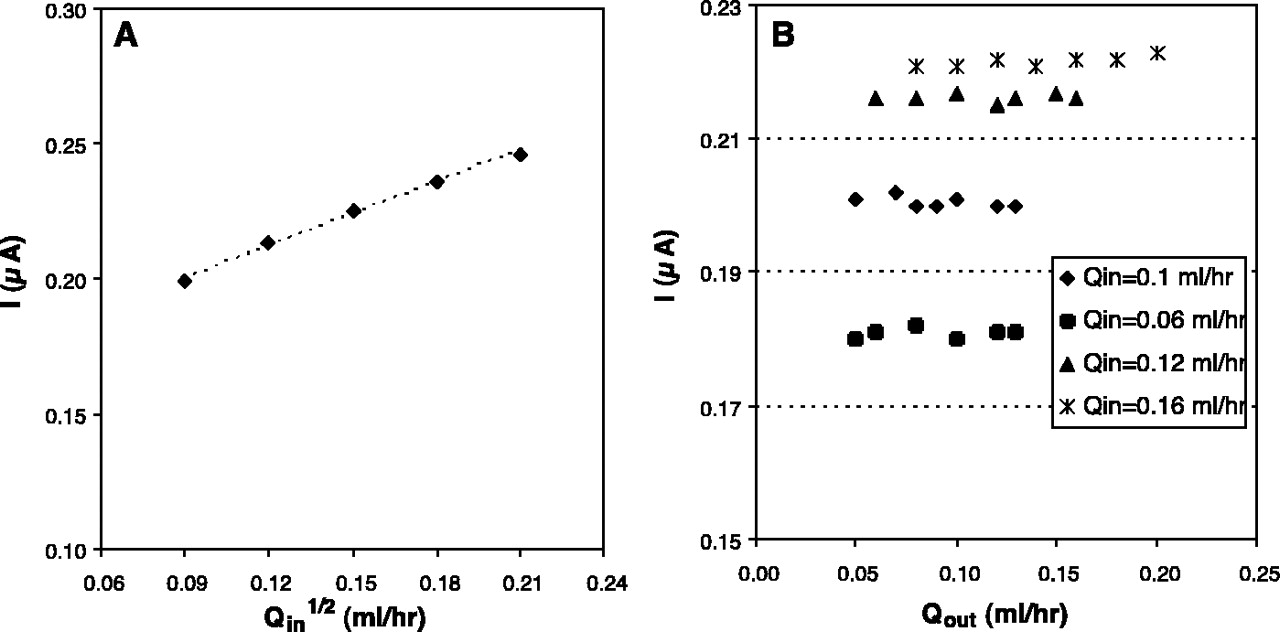 A
0.30
0.25
0.20
0.15
0.10
I (µ A)
0.06 0.09 0.12 0.15 0.18 0.21 0.24
Qin1/2 (ml/hr)
B
0.23
0.21
0.19
0.17
0.15
I (µ A)
Qin=0.1 ml/hr
Qin=0.06 ml/hr
Qin=0.12 ml/hr
Qin=0.16 ml/hr
0.00 0.05 0.10 0.15 0.20 0.25
Qout (ml/hr)